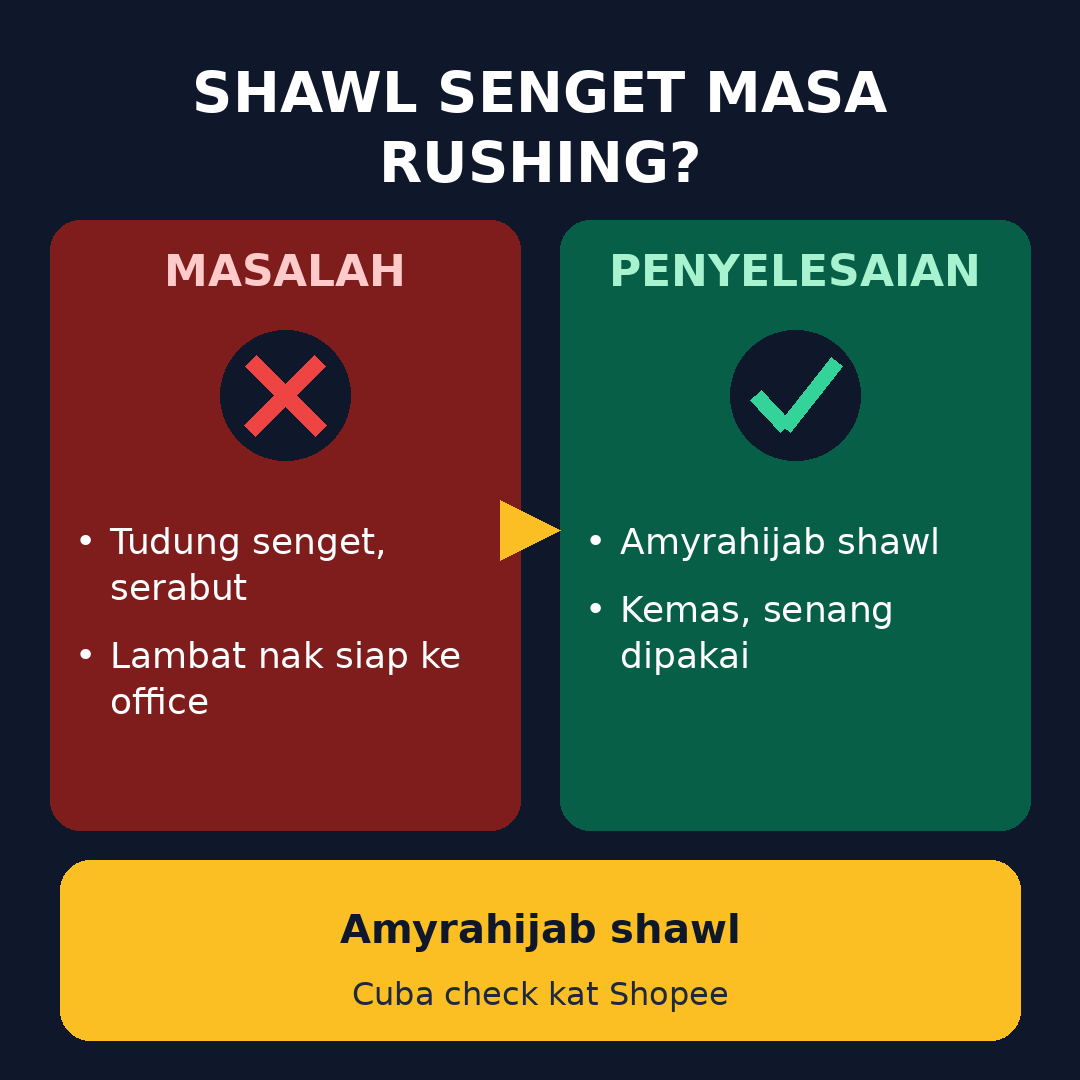 SHAWL SENGET MASA
RUSHING?
MASALAH
• Tudung senget,
serabut
• Lambat nak siap ke
office
PENYELESAIAN
• Amyrahijab shawl
• Kemas, senang
dipakai
Amyrahijab shawl
Cuba check kat Shopee